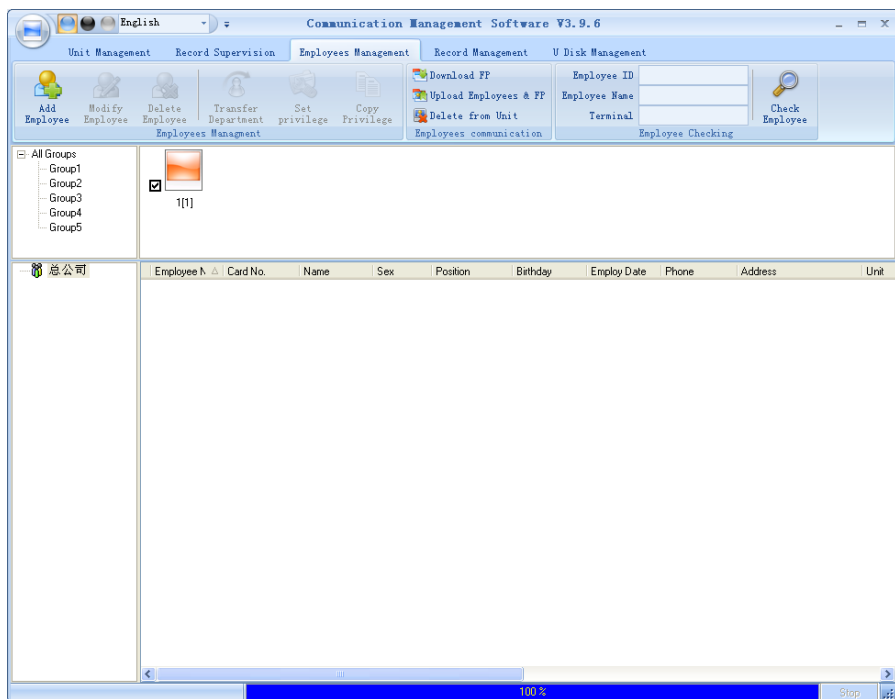 English
Communication Management Software V3.9.6
Unit Management Record Supervision Employees Management Record Management U Disk Management
Add Employee
Modify Employee
Delete Employee
Transfer Department
Set privilege
Copy Privilege
Employees Managment
Download FP
Upload Employees & FP
Delete from Unit
Employees communication
Employee ID
Employee Name
Terminal
Check Employee
Employee Checking
All Groups
Group1
Group2
Group3
Group4
Group5
1[1]
总公司
Employee N Card No. Name Sex Position Birthday Employ Date Phone Address Unit
100 %
Stop